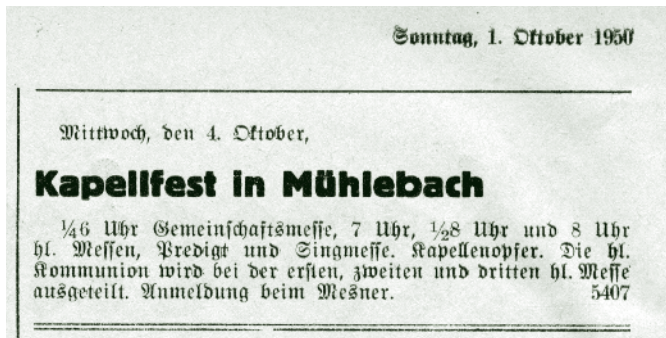 Sonntag, 1. Oktober 1950
Mittwoch, den 4. Oktober,
Kapellfest in Mühlebach
¼6 Uhr Gemeinschaftsmesse, 7 Uhr, ½8 Uhr und 8 Uhr
hl. Messen, Predigt und Singmesse. Kapellenopfer. Die hl.
Kommunion wird bei der ersten, zweiten und dritten hl. Messe
ausgeteilt. Anmeldung beim Mesner. 5407